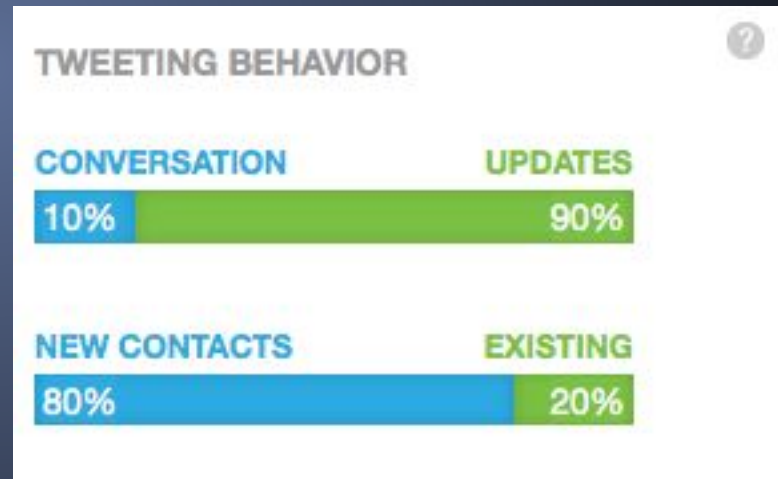 TWEETING BEHAVIOR
?
CONVERSATION UPDATES
10% 90%
NEW CONTACTS EXISTING
80% 20%